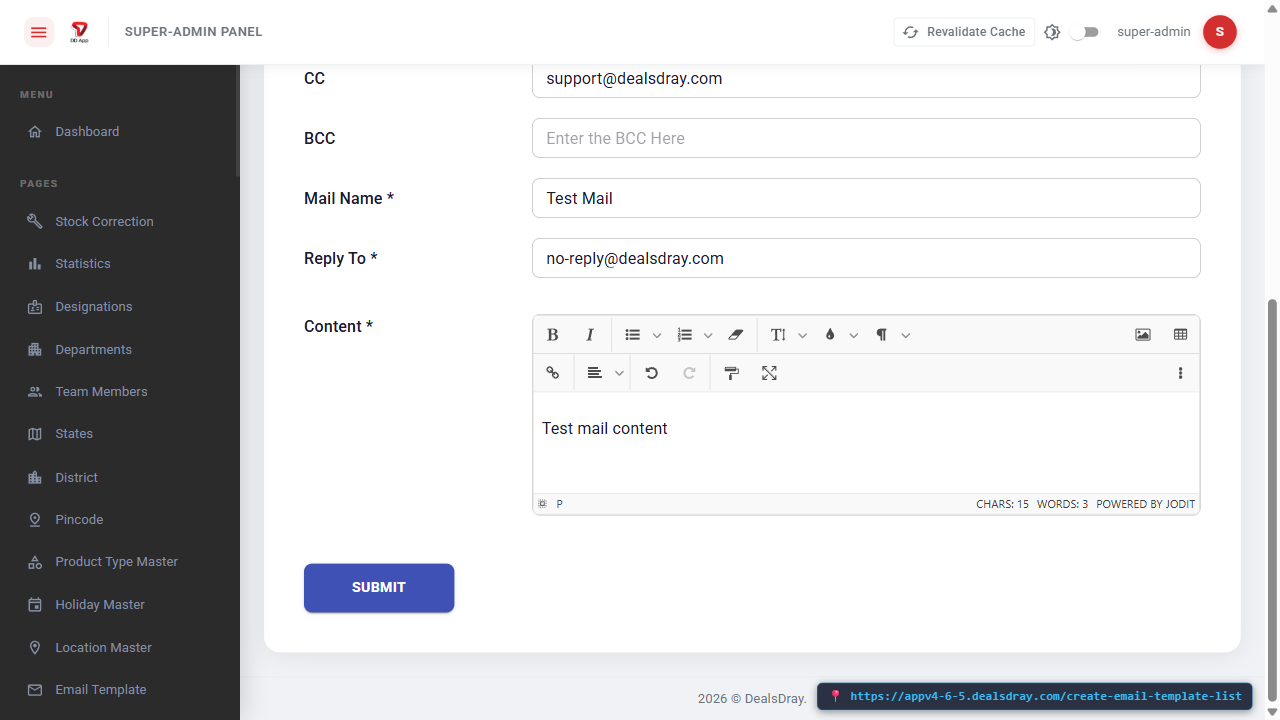 DD App
SUPER-ADMIN PANEL
Revalidate Cache
super-admin
S
MENU
Dashboard
PAGES
Stock Correction
Statistics
Designations
Departments
Team Members
States
District
Pincode
Product Type Master
Holiday Master
Location Master
Email Template
CC
support@dealsdray.com
BCC
Enter the BCC Here
Mail Name *
Test Mail
Reply To *
no-reply@dealsdray.com
Content *
Test mail content
P
CHARS: 15 WORDS: 3 POWERED BY JODIT
SUBMIT
2026 © DealsDray.
https://appv4-6-5.dealsdray.com/create-email-template-list